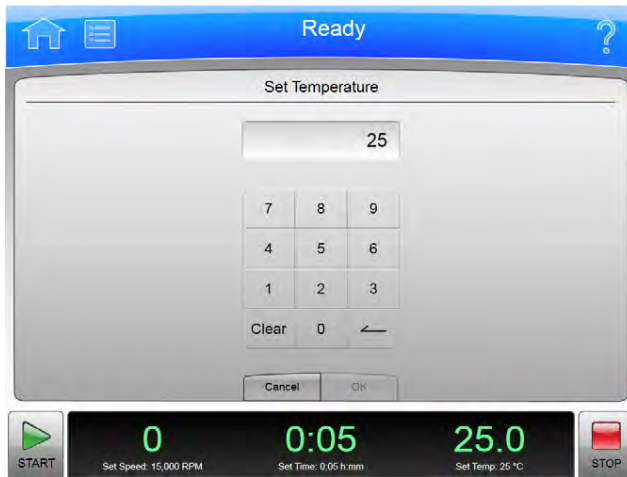 Ready
?
Set Temperature
25
7 8 9
4 5 6
1 2 3
Clear 0
Cancel OK
0 0:05 25.0
START Set Speed: 15,000 RPM Set Time: 0:05 h:mm Set Temp: 25 °C STOP